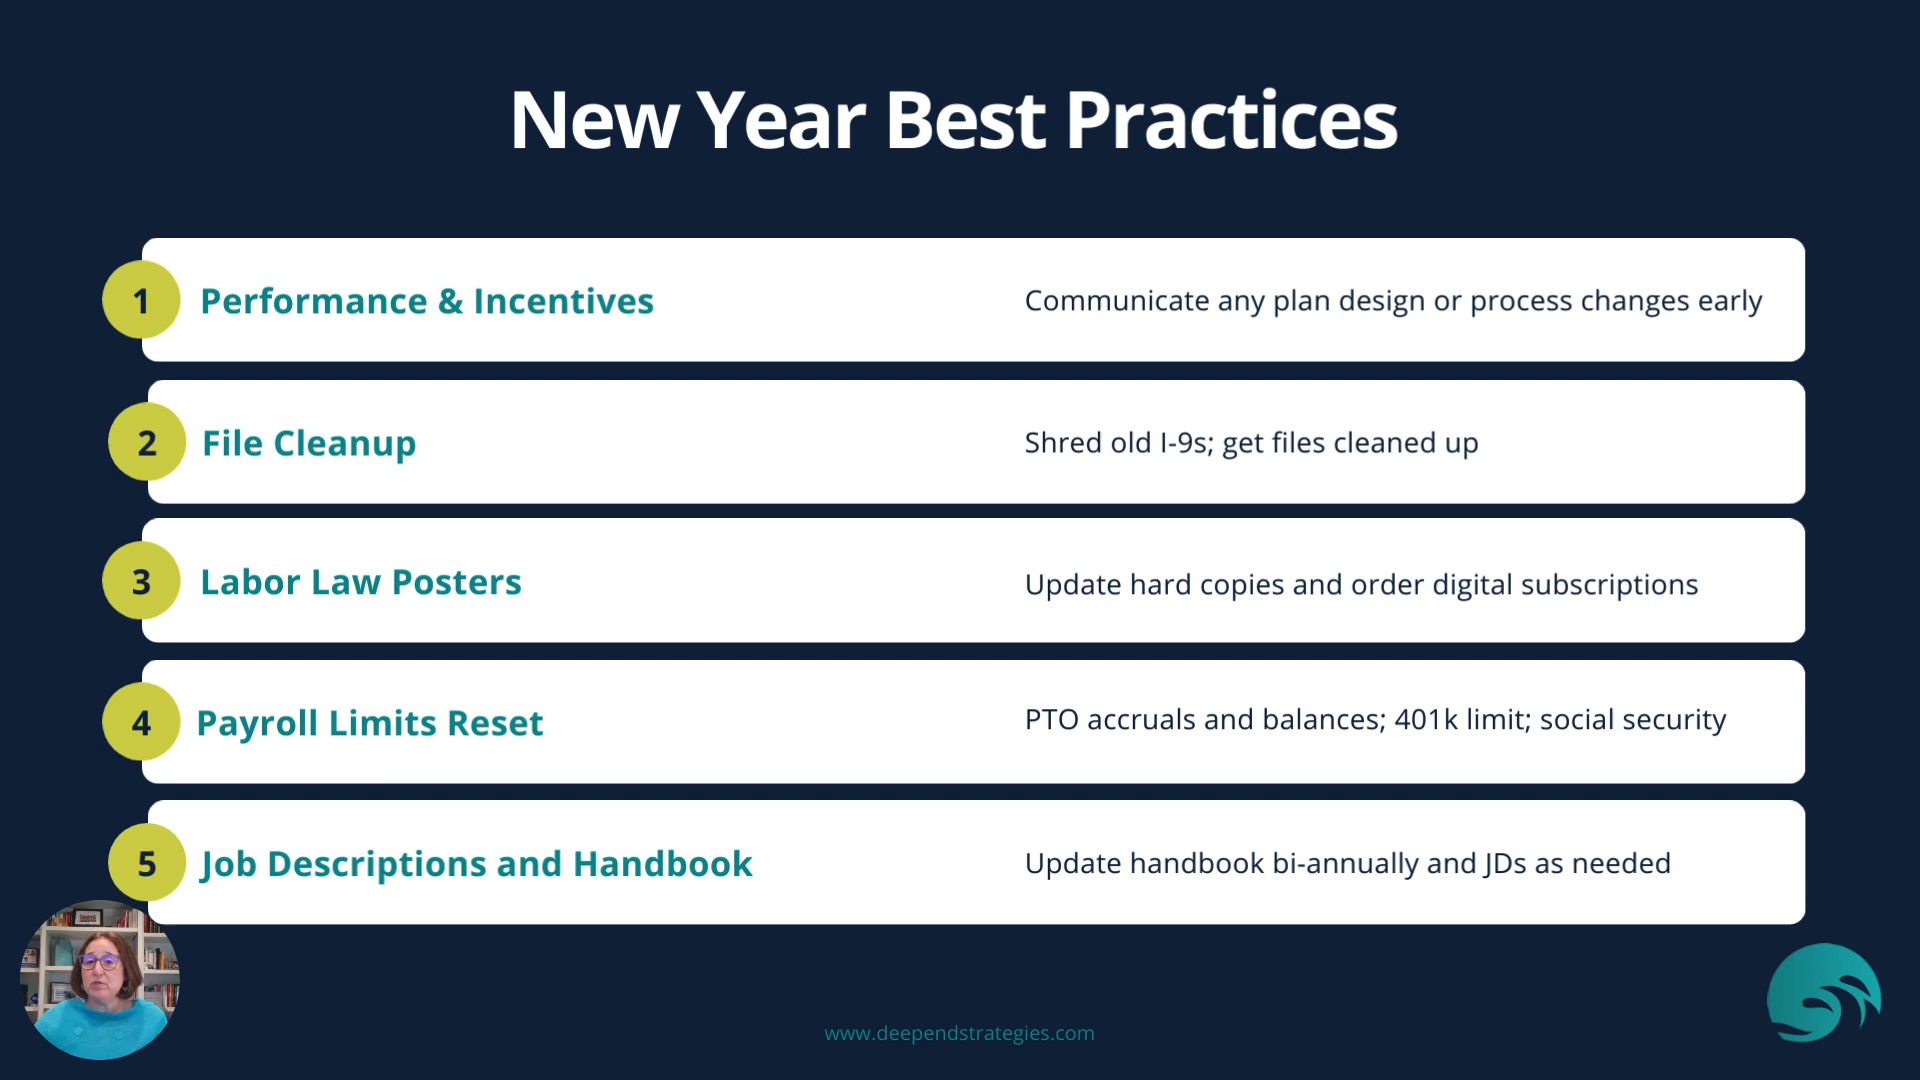 New Year Best Practices
1 Performance & Incentives Communicate any plan design or process changes early
2 File Cleanup Shred old I-9s; get files cleaned up
3 Labor Law Posters Update hard copies and order digital subscriptions
4 Payroll Limits Reset PTO accruals and balances; 401k limit; social security
5 Job Descriptions and Handbook Update handbook bi-annually and JDs as needed
www.deependstrategies.com